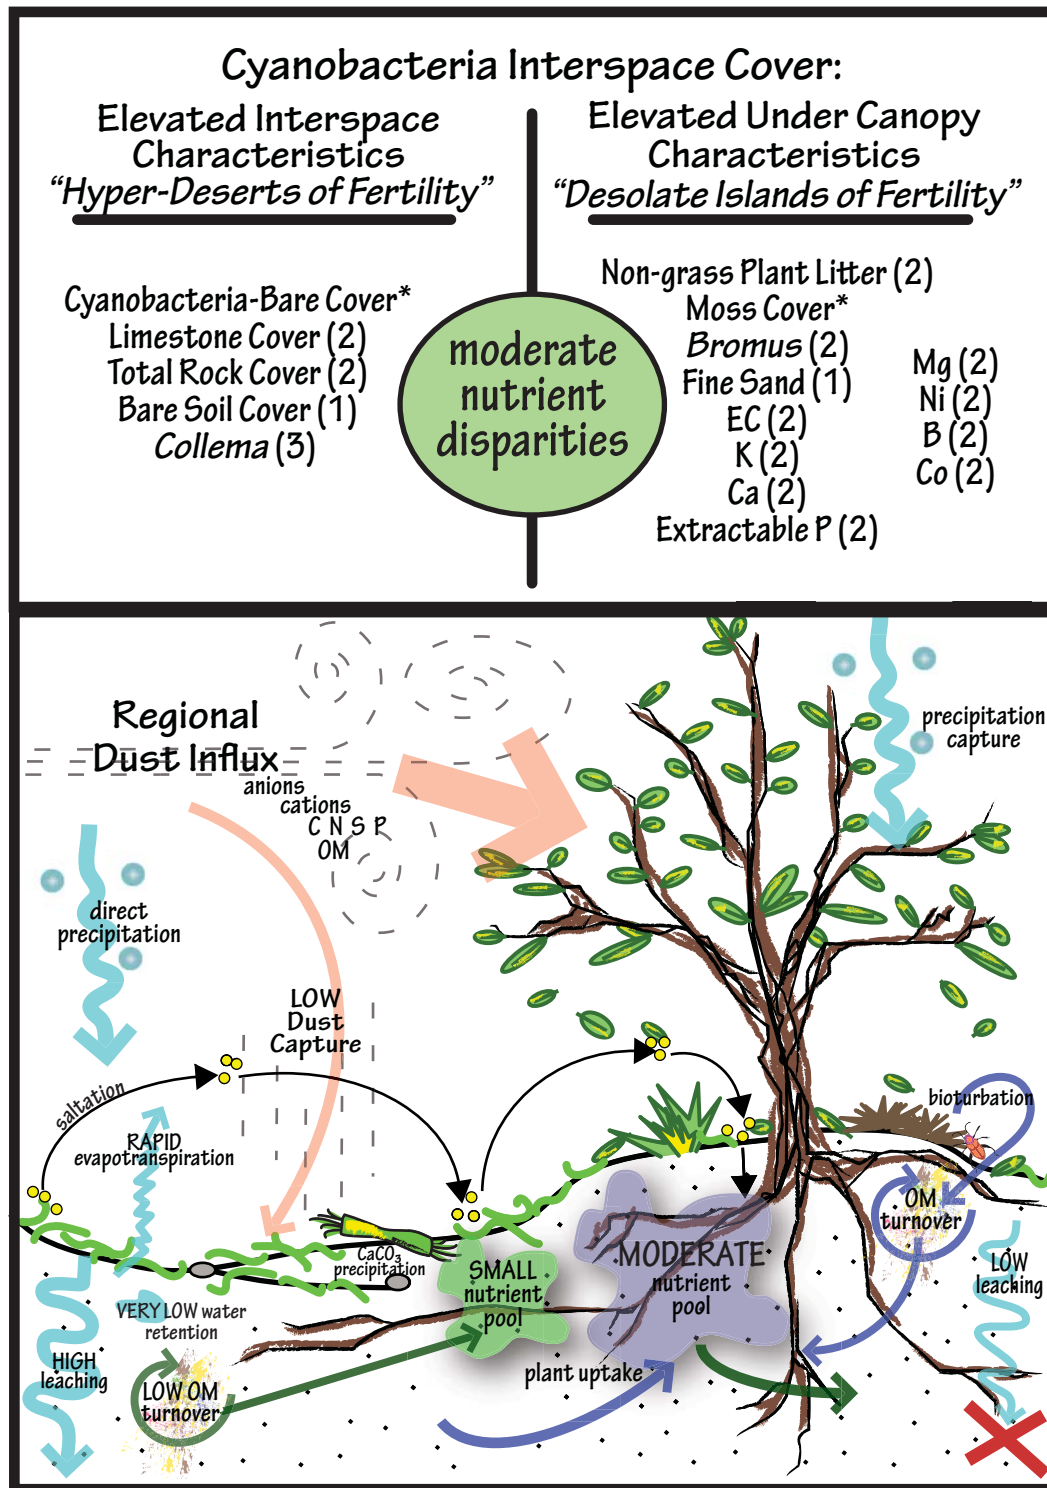 Cyanobacteria Interspace Cover:
Elevated Interspace
Characteristics
"Hyper-Deserts of Fertility"
Elevated Under Canopy
Characteristics
"Desolate Islands of Fertility"
Cyanobacteria-Bare Cover*
Limestone Cover (2)
Total Rock Cover (2)
Bare Soil Cover (1)
Collema (3)
moderate
nutrient
disparities
Non-grass Plant Litter (2)
Moss Cover*
Bromus (2)
Fine Sand (1)
EC (2)
K (2)
Ca (2)
Extractable P (2)
Mg (2)
Ni (2)
B (2)
Co (2)
Regional
Dust Influx
anions
cations
C N S P
OM
precipitation
capture
direct
precipitation
LOW
Dust
Capture
saltation
RAPID
evapotranspiration
bioturbation
OM
turnover
CaCO3
precipitation
SMALL
nutrient
pool
MODERATE
nutrient
pool
LOW
leaching
VERY LOW water
retention
HIGH
leaching
LOW OM
turnover
plant uptake